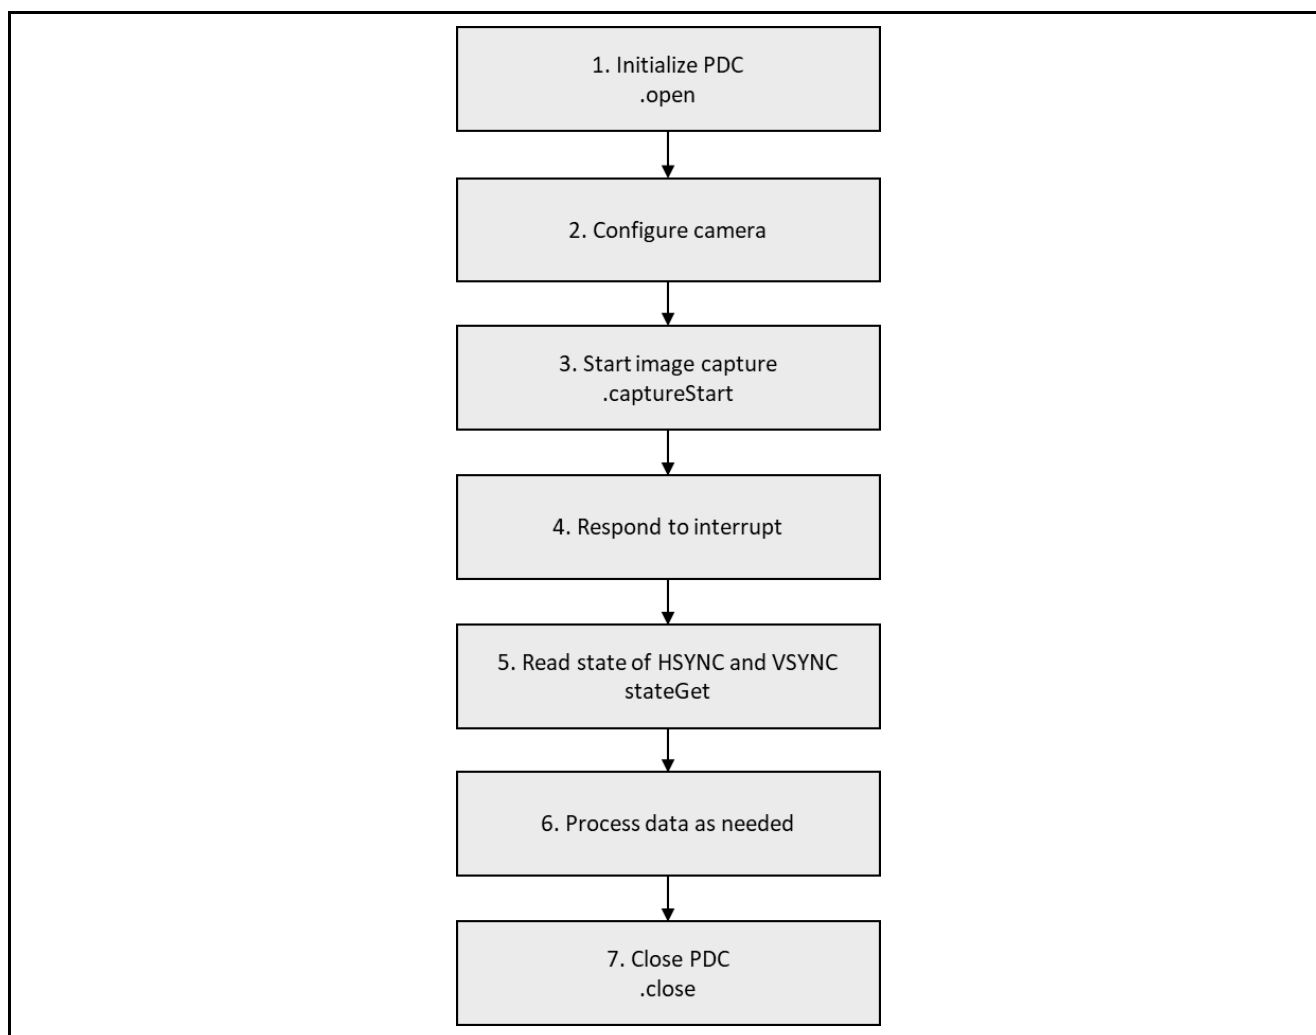 1. Initialize PDC
.open
2. Configure camera
3. Start image capture
.captureStart
4. Respond to interrupt
5. Read state of HSYNC and VSYNC
stateGet
6. Process data as needed
7. Close PDC
.close